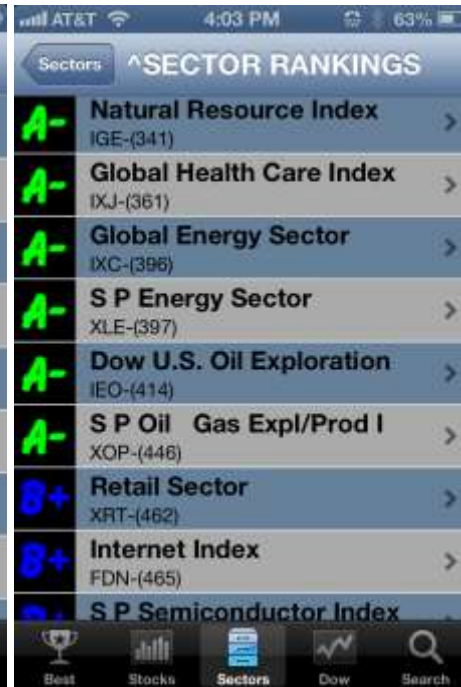 AT&T 4:03 PM 63%
Sectors ^SECTOR RANKINGS
A- Natural Resource Index
IGE-(341)
A- Global Health Care Index
IXJ-(361)
A- Global Energy Sector
IXC-(396)
A- S P Energy Sector
XLE-(397)
A- Dow U.S. Oil Exploration
IEO-(414)
A- S P Oil Gas Expl/Prod I
XOP-(446)
B+ Retail Sector
XRT-(462)
B+ Internet Index
FDN-(465)
B+ S P Semiconductor Index
Best Stocks Sectors Dow Search